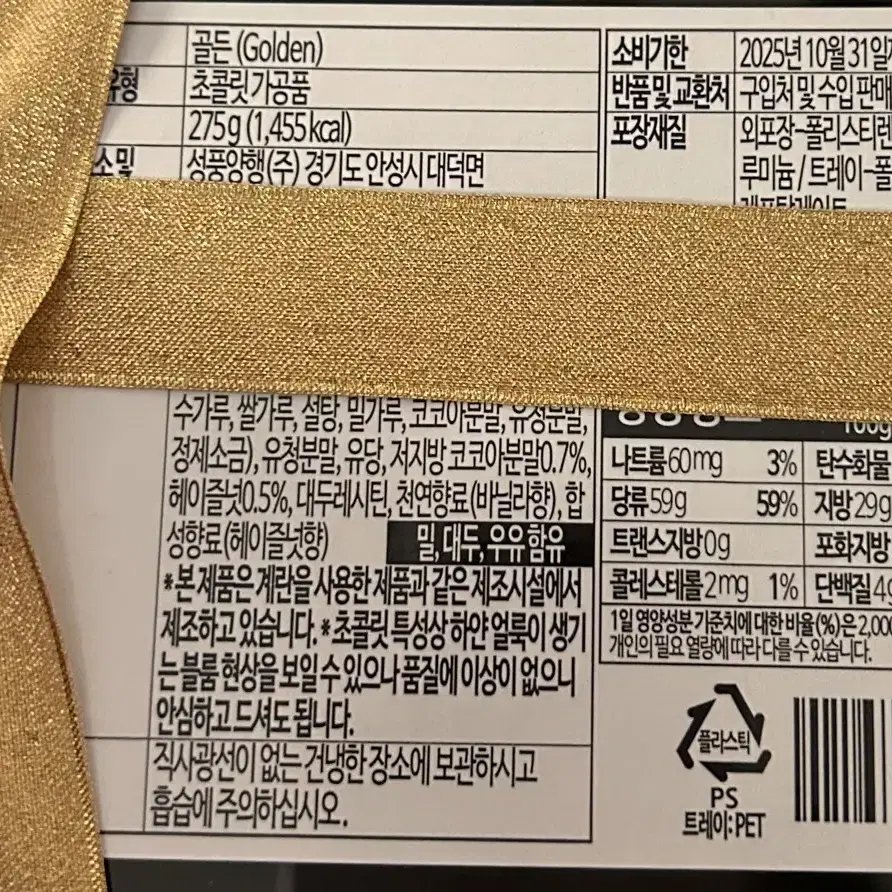 골든 (Golden)
유형 초콜릿가공품
275g (1,455 kcal)
소 및 성풍양행(주) 경기도 안성시 대덕면
수가루, 쌀가루, 설탕, 밀가루, 코코아분말, 유청분말,
정제소금), 유청분말, 유당, 저지방 코코아분말0.7%,
헤이즐넛0.5%, 대두레시틴, 천연향료(바닐라향), 합
성향료(헤이즐넛향) 밀, 대두, 우유 함유
*본 제품은 계란을 사용한 제품과 같은 제조시설에서
제조하고 있습니다. *초콜릿 특성상 하얀 얼룩이 생기
는 블룸 현상을 보일 수 있으나 품질에 이상이 없으니
안심하고 드셔도 됩니다.
직사광선이 없는 건냉한 장소에 보관하시고
흡습에 주의하십시오.
소비기한 2025년 10월 31일
반품 및 교환처 구입처 및 수입판매
포장재질 외포장-폴리스티렌
루미늄 / 트레이-폴
100g
나트륨 60mg 3% 탄수화물
당류 59g 59% 지방 29g
트랜스지방 0g 포화지방
콜레스테롤 2mg 1% 단백질 4
1일 영양성분 기준치에 대한 비율(%)은 2,000
개인의 필요 열량에 따라 다를 수 있습니다.
플라스틱
PS
트레이: PET